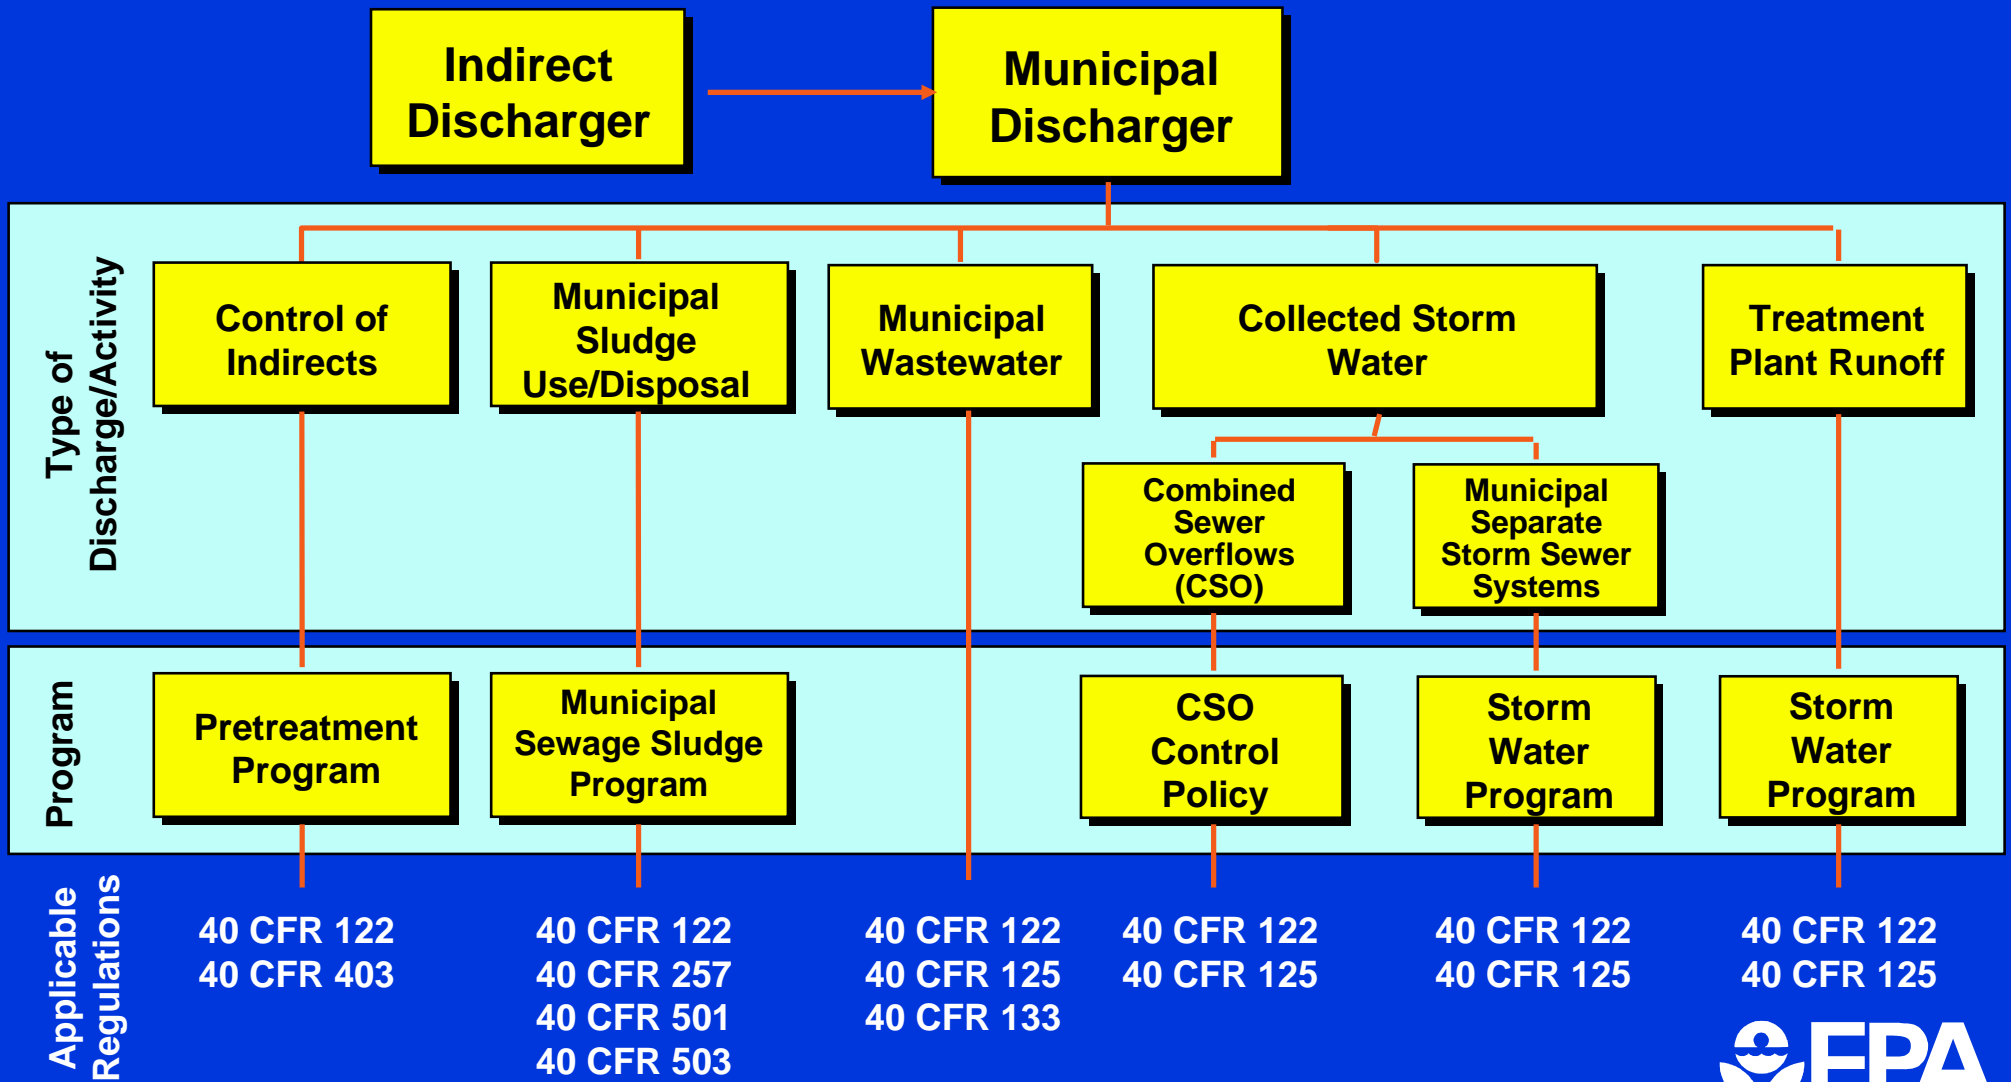 Indirect
Discharger
Municipal
Discharger
Type of
Discharge/Activity
Control of
Indirects
Municipal
Sludge
Use/Disposal
Municipal
Wastewater
Collected Storm
Water
Treatment
Plant Runoff
Combined
Sewer
Overflows
(CSO)
Municipal
Separate
Storm Sewer
Systems
Program
Pretreatment
Program
Municipal
Sewage Sludge
Program
CSO
Control
Policy
Storm
Water
Program
Storm
Water
Program
Applicable
Regulations
40 CFR 122
40 CFR 403
40 CFR 122
40 CFR 257
40 CFR 501
40 CFR 503
40 CFR 122
40 CFR 125
40 CFR 133
40 CFR 122
40 CFR 125
40 CFR 122
40 CFR 125
40 CFR 122
40 CFR 125
EPA